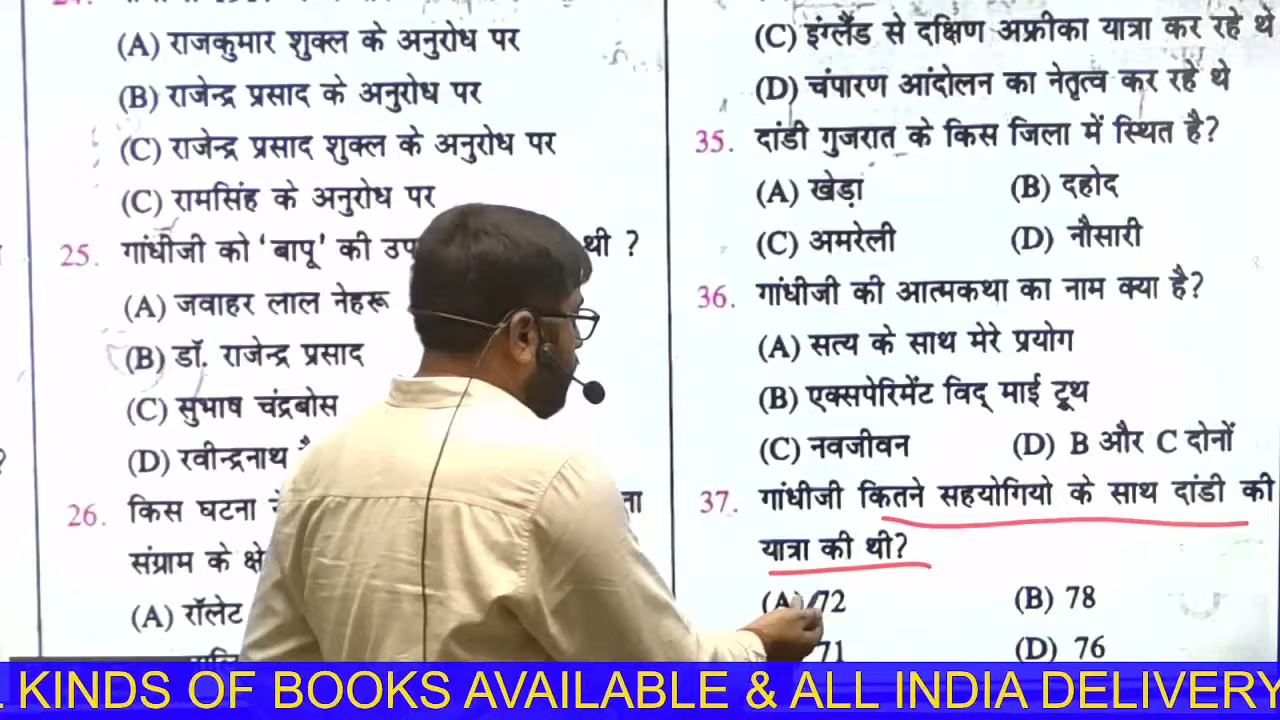 (A) राजकुमार शुक्ल के अनुरोध पर
(B) राजेन्द्र प्रसाद के अनुरोध पर
(C) राजेन्द्र प्रसाद शुक्ल के अनुरोध पर
(C) रामसिंह के अनुरोध पर
25. गांधीजी को 'बापू' की थी ?
(A) जवाहर लाल नेहरू
(B) डॉ. राजेन्द्र प्रसाद
(C) सुभाष चंद्रबोस
(D) रवीन्द्रनाथ
26. किस घटना
संग्राम के
(A) रॉलेट
(C) इंग्लैंड से दक्षिण अफ्रीका यात्रा कर रहे थे
(D) चंपारण आंदोलन का नेतृत्व कर रहे थे
35. दांडी गुजरात के किस जिला में स्थित है?
(A) खेड़ा
(B) दहोद
(C) अमरेली
(D) नौसारी
36. गांधीजी की आत्मकथा का नाम क्या है?
(A) सत्य के साथ मेरे प्रयोग
(B) एक्सपेरिमेंट विद् माई ट्रूथ
(C) नवजीवन
(D) B और C दोनों
37. गांधीजी कितने सहयोगियो के साथ दांडी की
यात्रा की थी?
(A) 72
(B) 78
71
(D) 76
KINDS OF BOOKS AVAILABLE & ALL INDIA DELIVERY